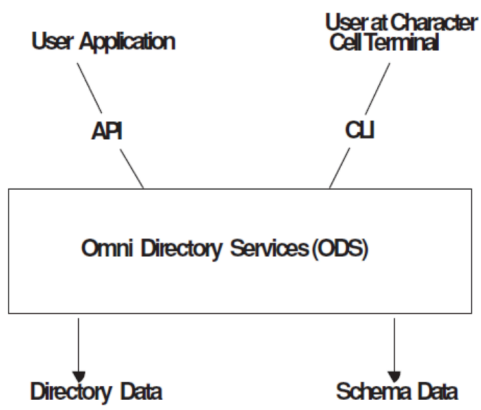 User Application
User at Character
Cell Terminal
API
CLI
Omni Directory Services (ODS)
Directory Data
Schema Data